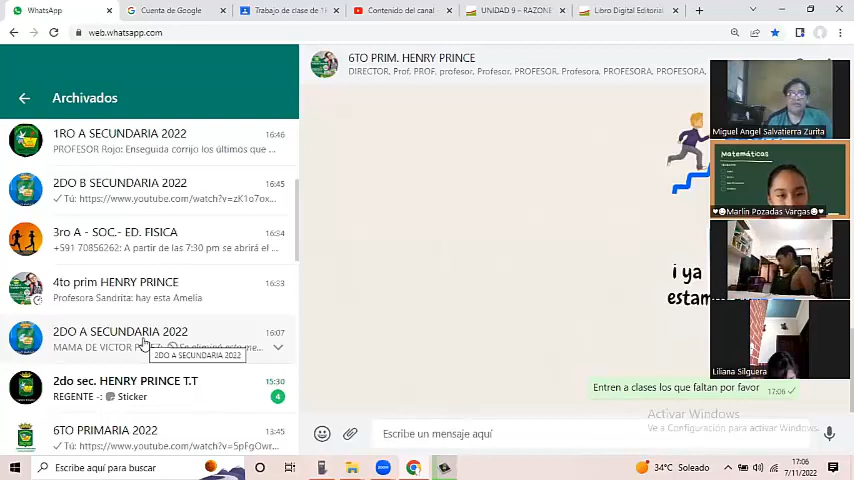 WhatsApp
Cuenta de Google
Trabajo de clase de 1
Contenido del canal
UNIDAD 9 – RAZONE
Libro Digital Editorial
web.whatsapp.com
Archivados
1RO A SECUNDARIA 2022
16:46
PROFESOR Rojo: Enseguida corrijo los últimos que ...
2DO B SECUNDARIA 2022
16:45
Tú: https://www.youtube.com/watch?v=zK1o7ox...
3ro A - SOC.- ED. FISICA
16:34
+591 70856262: A partir de las 7:30 pm se abrirá el ...
4to prim HENRY PRINCE
16:33
Profesora Sandrita: hay esta Amelia
2DO A SECUNDARIA 2022
16:07
MAMA DE VICTOR
2DO A SECUNDARIA 2022
2do sec. HENRY PRINCE T.T
15:30
REGENTE -: Sticker
4
6TO PRIMARIA 2022
13:45
Tú: https://www.youtube.com/watch?v=5pFgOwr...
6TO PRIM. HENRY PRINCE
DIRECTOR, Prof, PROF, profesor, Profesor, PROFESOR, Profesora, PROFESORA, PROFESORA,
¡ ya
estam
Entren a clases los que faltan por favor
17:06
Activar Windows
Ve a Configuración para activar Windows.
Escribe un mensaje aquí
Miguel Angel Salvatierra Zurita
Matemáticas
Marlin Pozadas Vargas
Liliana Silguera
Escribe aquí para buscar
34°C Soleado
17:06
7/11/2022